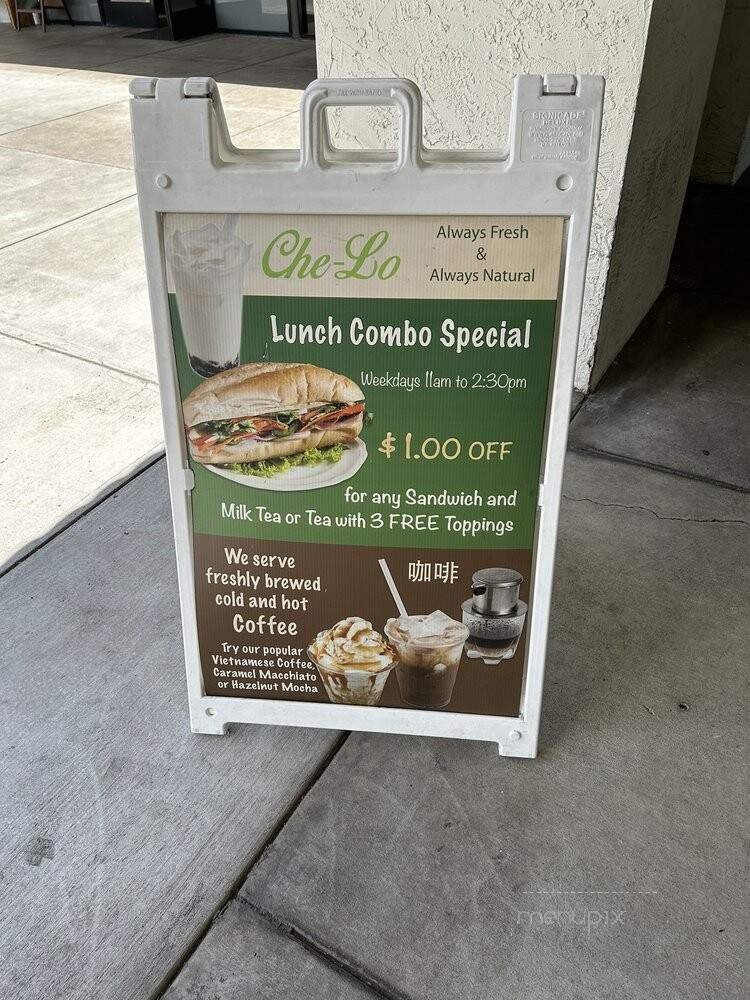 Che-Lo
Always Fresh
&
Always Natural
Lunch Combo Special
Weekdays 11am to 2:30pm
$1.00 OFF
for any Sandwich and
Milk Tea or Tea with 3 FREE Toppings
We serve
freshly brewed
cold and hot
Coffee
咖啡
Try our popular
Vietnamese Coffee,
Caramel Macchiato
or Hazelnut Mocha
menupix